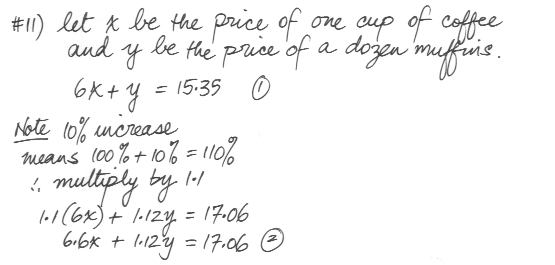 #11) let x be the price of one cup of coffee
and y be the price of a dozen muffins.
6x + y = 15.35 ①
Note 10% increase
means 100% + 10% = 110%
∴ multiply by 1.1
1.1(6x) + 1.12y = 17.06
6.6x + 1.12y = 17.06 ②